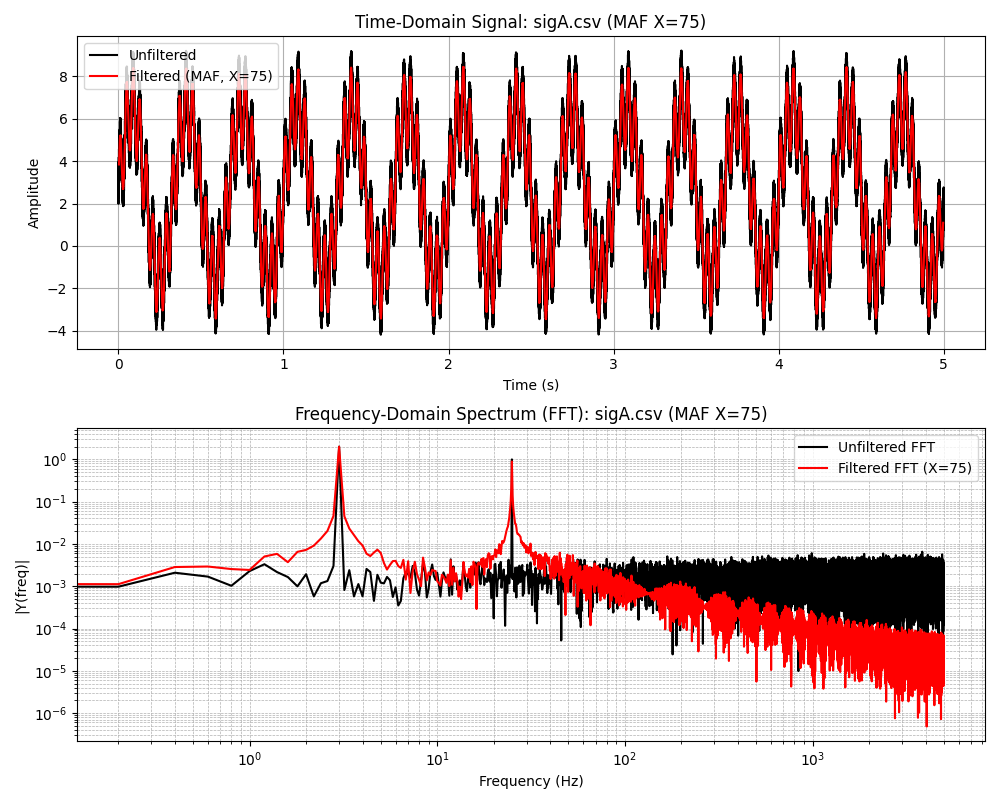 Time-Domain Signal: sigA.csv (MAF X=75)
Unfiltered
Filtered (MAF, X=75)
Amplitude
8
6
4
2
0
−2
−4
0 1 2 3 4 5
Time (s)
Frequency-Domain Spectrum (FFT): sigA.csv (MAF X=75)
Unfiltered FFT
Filtered FFT (X=75)
|Y(freq)|
10⁰
10⁻¹
10⁻²
10⁻³
10⁻⁴
10⁻⁵
10⁻⁶
10⁰ 10¹ 10² 10³
Frequency (Hz)